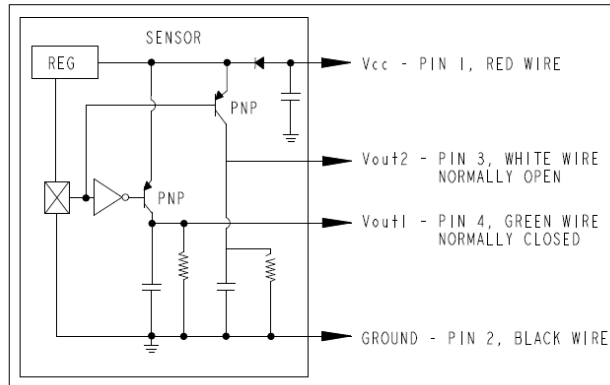 SENSOR
REG
Vcc - PIN 1, RED WIRE
PNP
Vout2 - PIN 3, WHITE WIRE
NORMALLY OPEN
PNP
Vout1 - PIN 4, GREEN WIRE
NORMALLY CLOSED
GROUND - PIN 2, BLACK WIRE